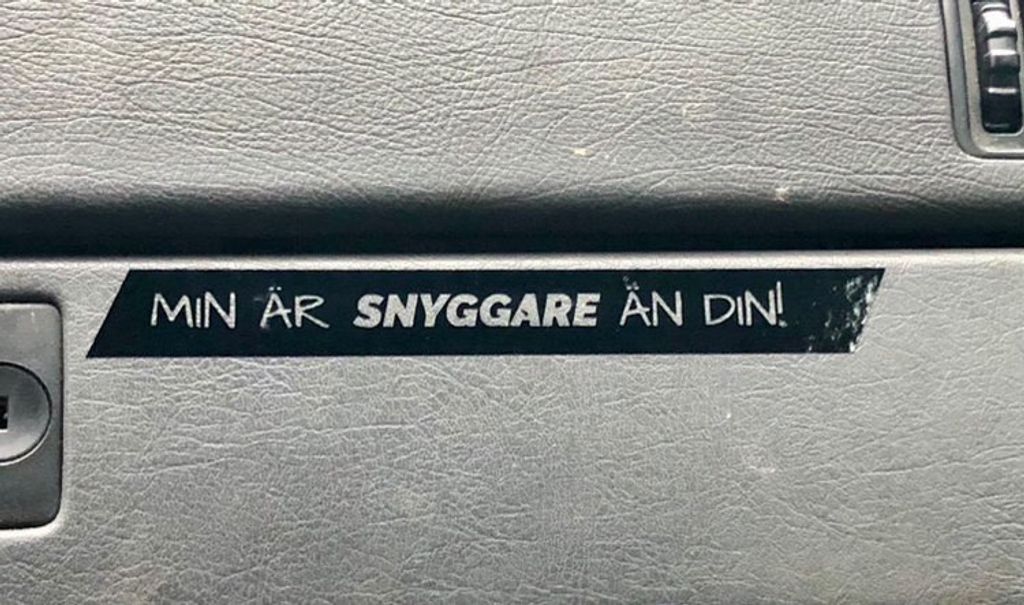 MIN ÄR SNYGGARE ÄN DIN!